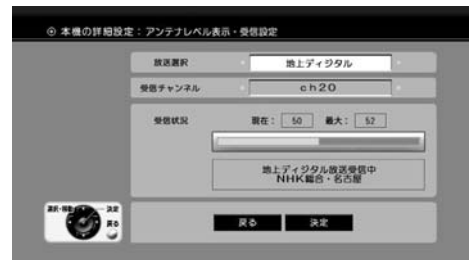 本機の詳細設定：アンテナレベル表示・受信設定
放送選択
地上ディジタル
受信チャンネル
ch20
受信状況
現在： 50 最大： 52
地上ディジタル放送受信中
NHK総合・名古屋
選択・移動 決定
戻る
戻る 決定